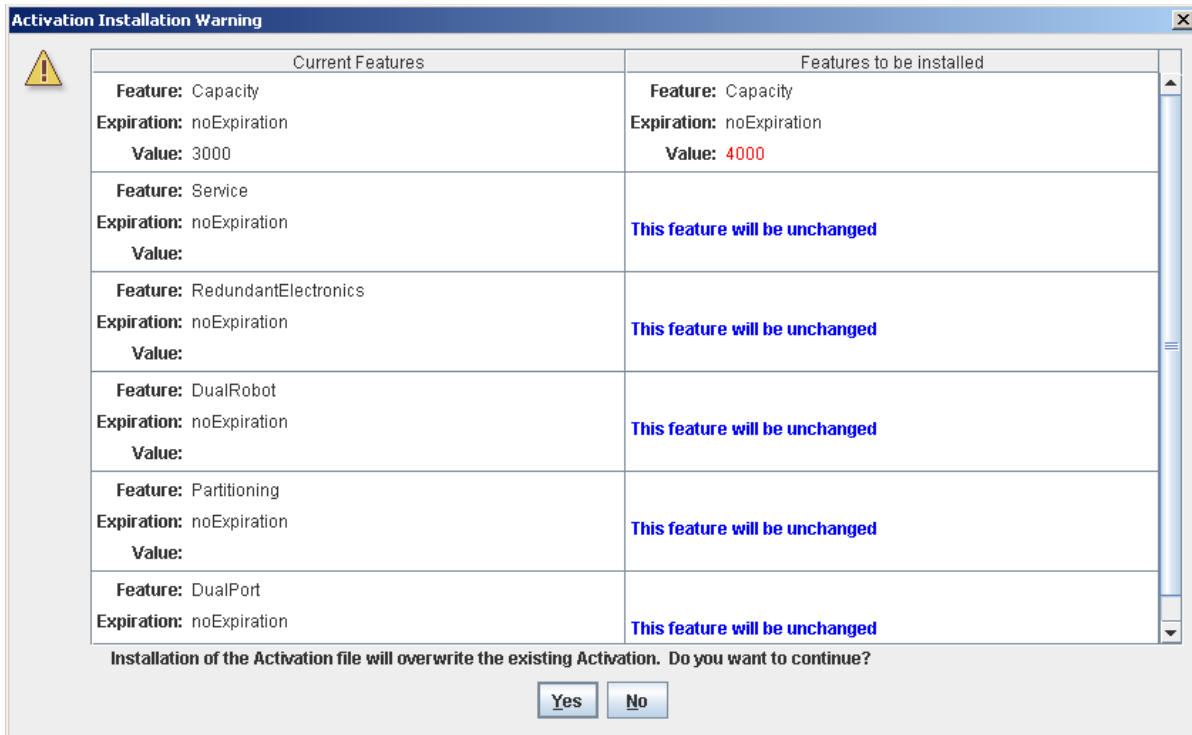 Activation Installation Warning
Current Features
Features to be installed
Feature: Capacity
Expiration: noExpiration
Value: 3000
Feature: Capacity
Expiration: noExpiration
Value: 4000
Feature: Service
Expiration: noExpiration
Value:
This feature will be unchanged
Feature: RedundantElectronics
Expiration: noExpiration
Value:
This feature will be unchanged
Feature: DualRobot
Expiration: noExpiration
Value:
This feature will be unchanged
Feature: Partitioning
Expiration: noExpiration
Value:
This feature will be unchanged
Feature: DualPort
Expiration: noExpiration
This feature will be unchanged
Installation of the Activation file will overwrite the existing Activation. Do you want to continue?
Yes
No